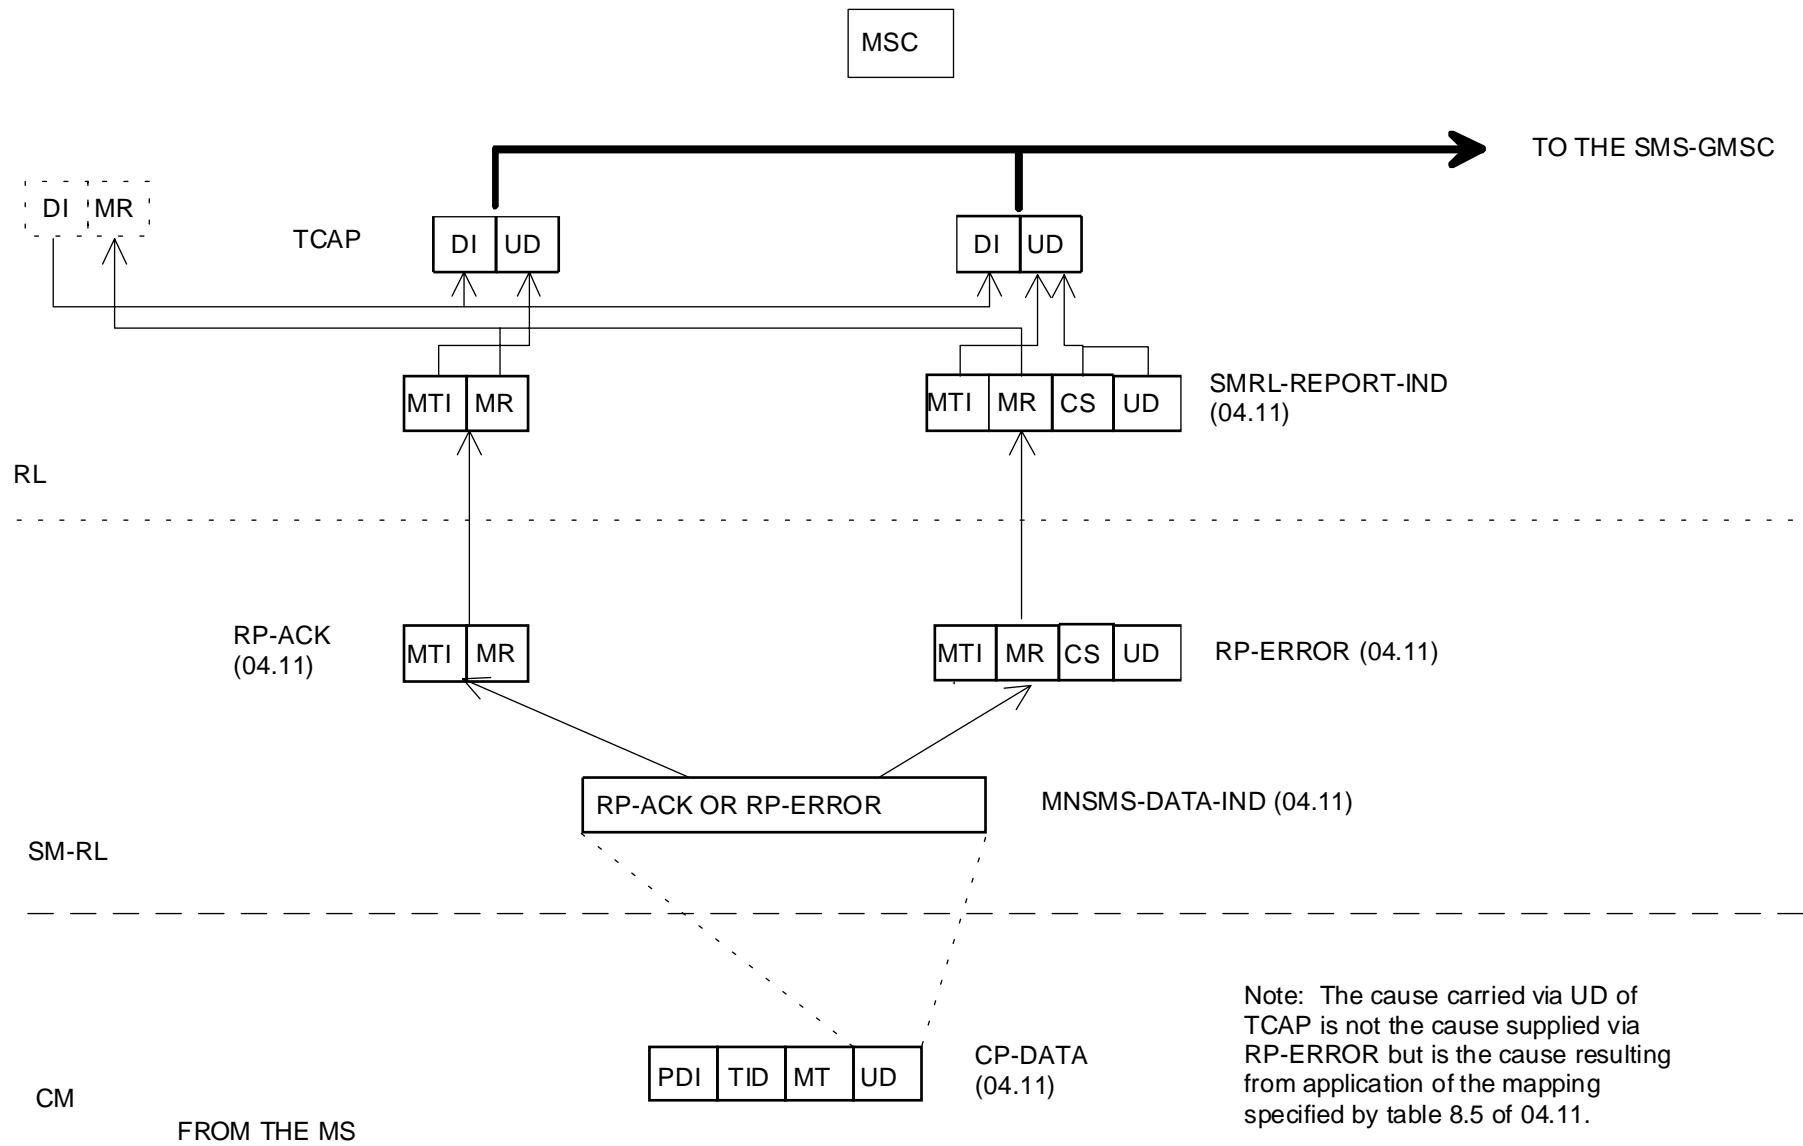 MSC
TO THE SMS-GMSC
DI MR
TCAP
DI UD
DI UD
MTI MR
MTI MR CS UD
SMRL-REPORT-IND
(04.11)
RL
RP-ACK
(04.11)
MTI MR
MTI MR CS UD
RP-ERROR (04.11)
RP-ACK OR RP-ERROR
MNSMS-DATA-IND (04.11)
SM-RL
PDI TID MT UD
CP-DATA
(04.11)
Note: The cause carried via UD of
TCAP is not the cause supplied via
RP-ERROR but is the cause resulting
from application of the mapping
specified by table 8.5 of 04.11.
CM
FROM THE MS